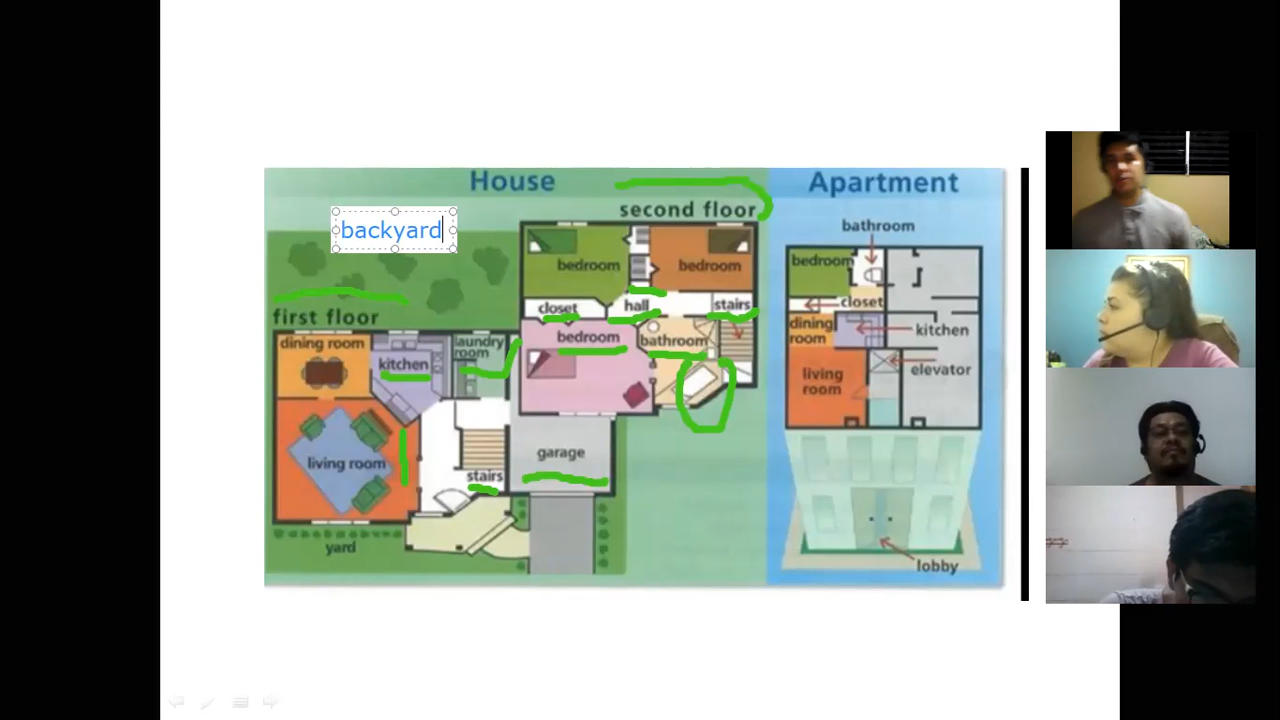 House
Apartment
second floor
backyard
bathroom
bedroom
bedroom
bedroom
closet
hall
stairs
closet
first floor
dining room
kitchen
laundry
room
bedroom
bathroom
dining
room
kitchen
living
room
elevator
garage
living room
stairs
yard
lobby